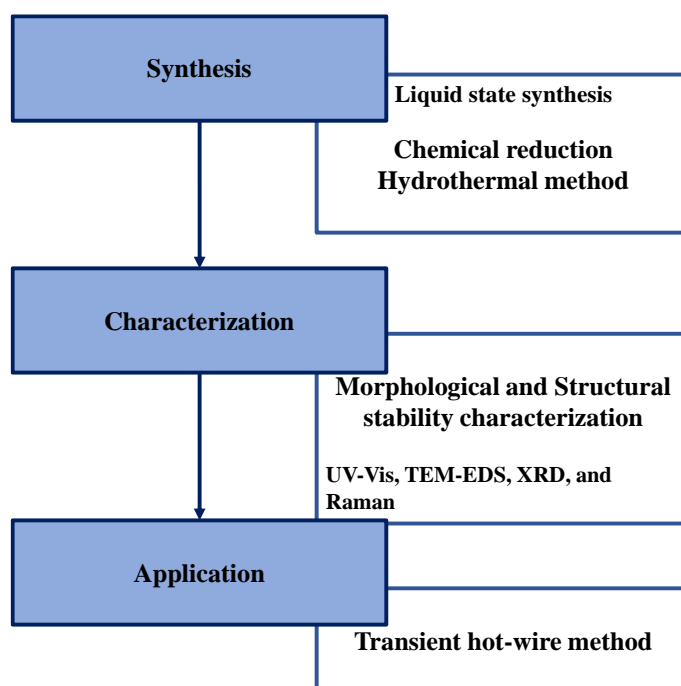 Synthesis
Liquid state synthesis
Chemical reduction
Hydrothermal method
Characterization
Morphological and Structural
stability characterization
UV-Vis, TEM-EDS, XRD, and
Raman
Application
Transient hot-wire method